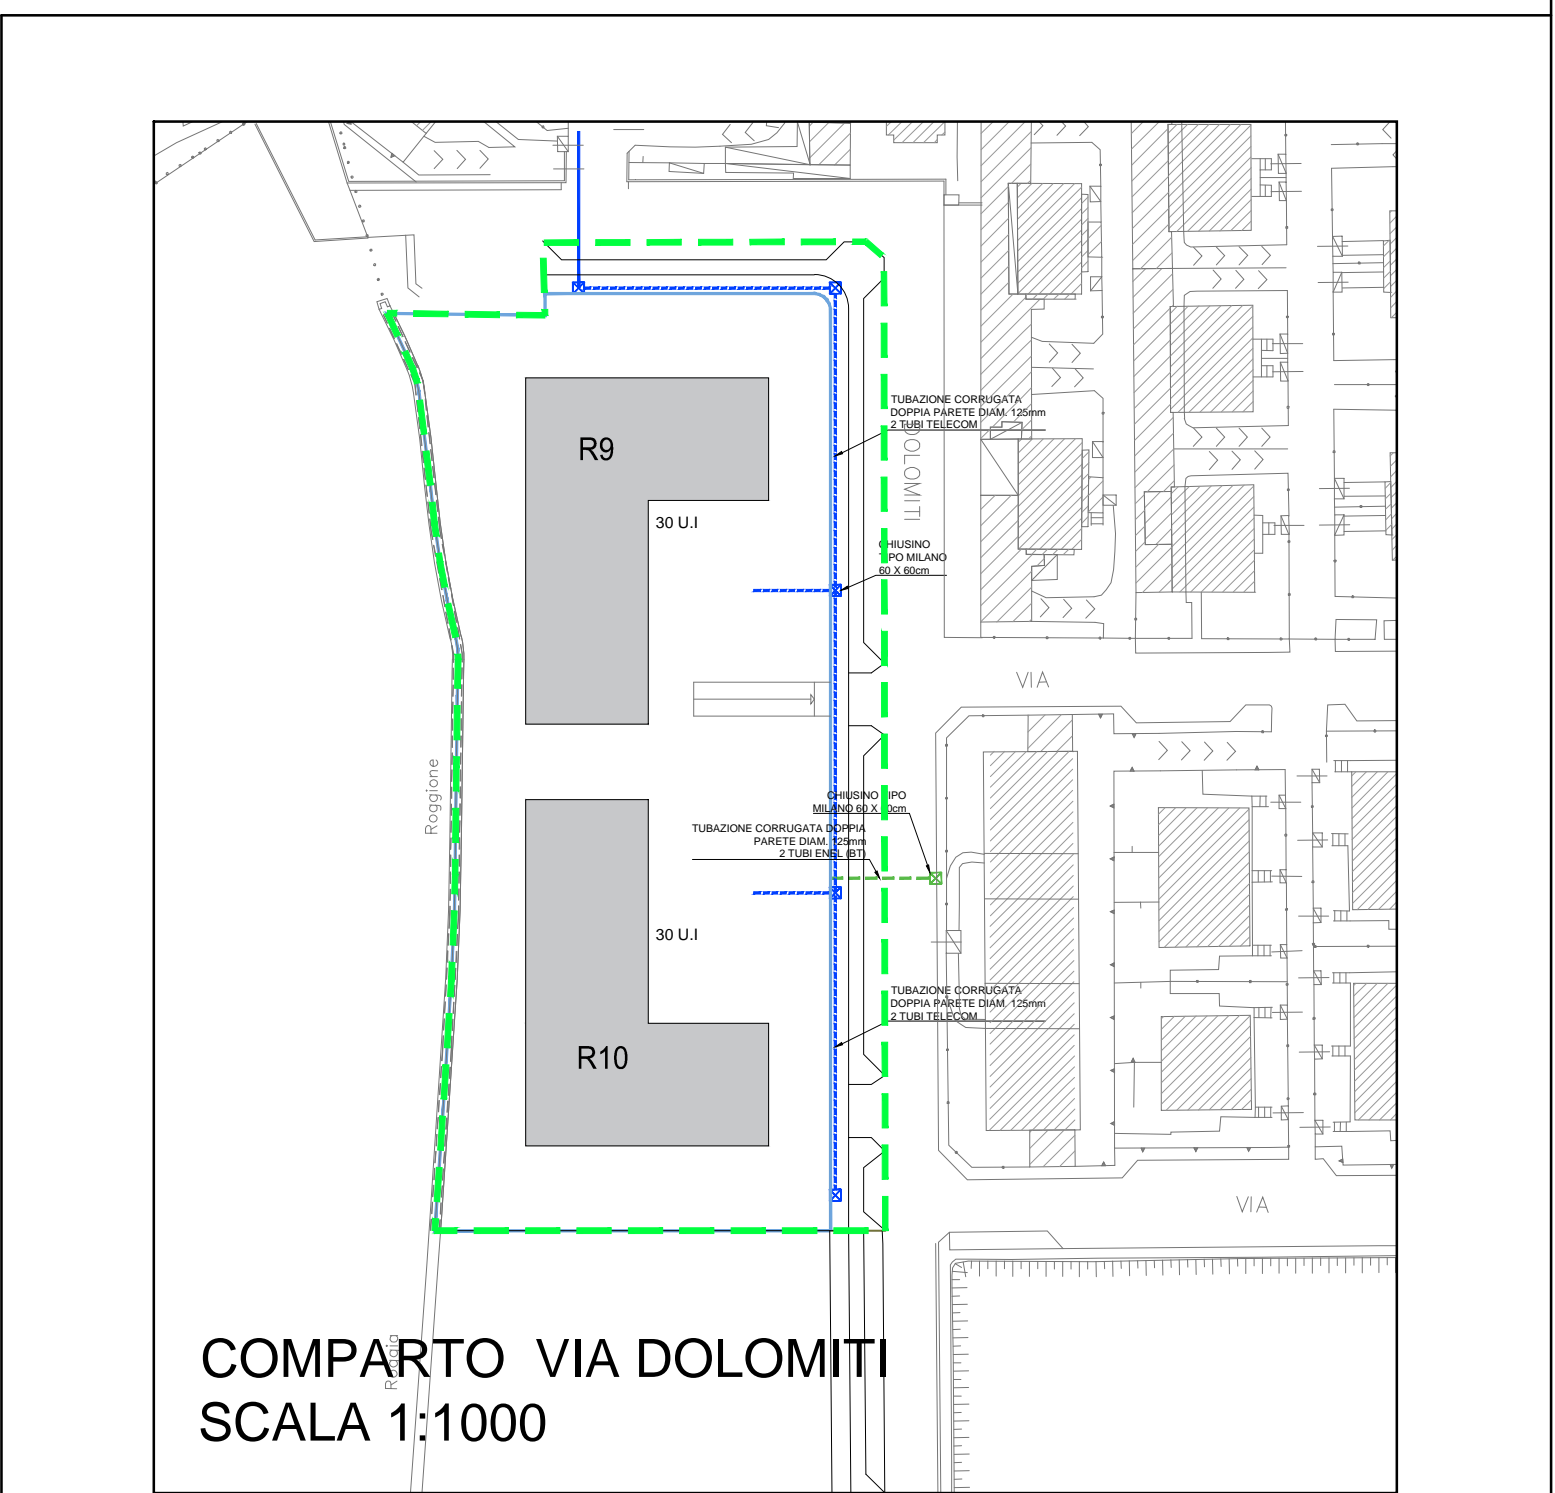 R9
TUBAZIONE CORRUGATA
DOPPIA PARETE DIAM. 125mm
2 TUBI TELECOM
DOLOMITI
30 U.I
CHIUSINO
TIPO MILANO
60 X 60cm
VIA
Roggione
CHIUSINO TIPO
MILANO 60 X 60cm
TUBAZIONE CORRUGATA DOPPIA
PARETE DIAM. 125mm
2 TUBI ENEL (BT)
30 U.I
TUBAZIONE CORRUGATA
DOPPIA PARETE DIAM. 125mm
2 TUBI TELECOM
R10
VIA
Roggia
COMPARTO VIA DOLOMITI
SCALA 1:1000